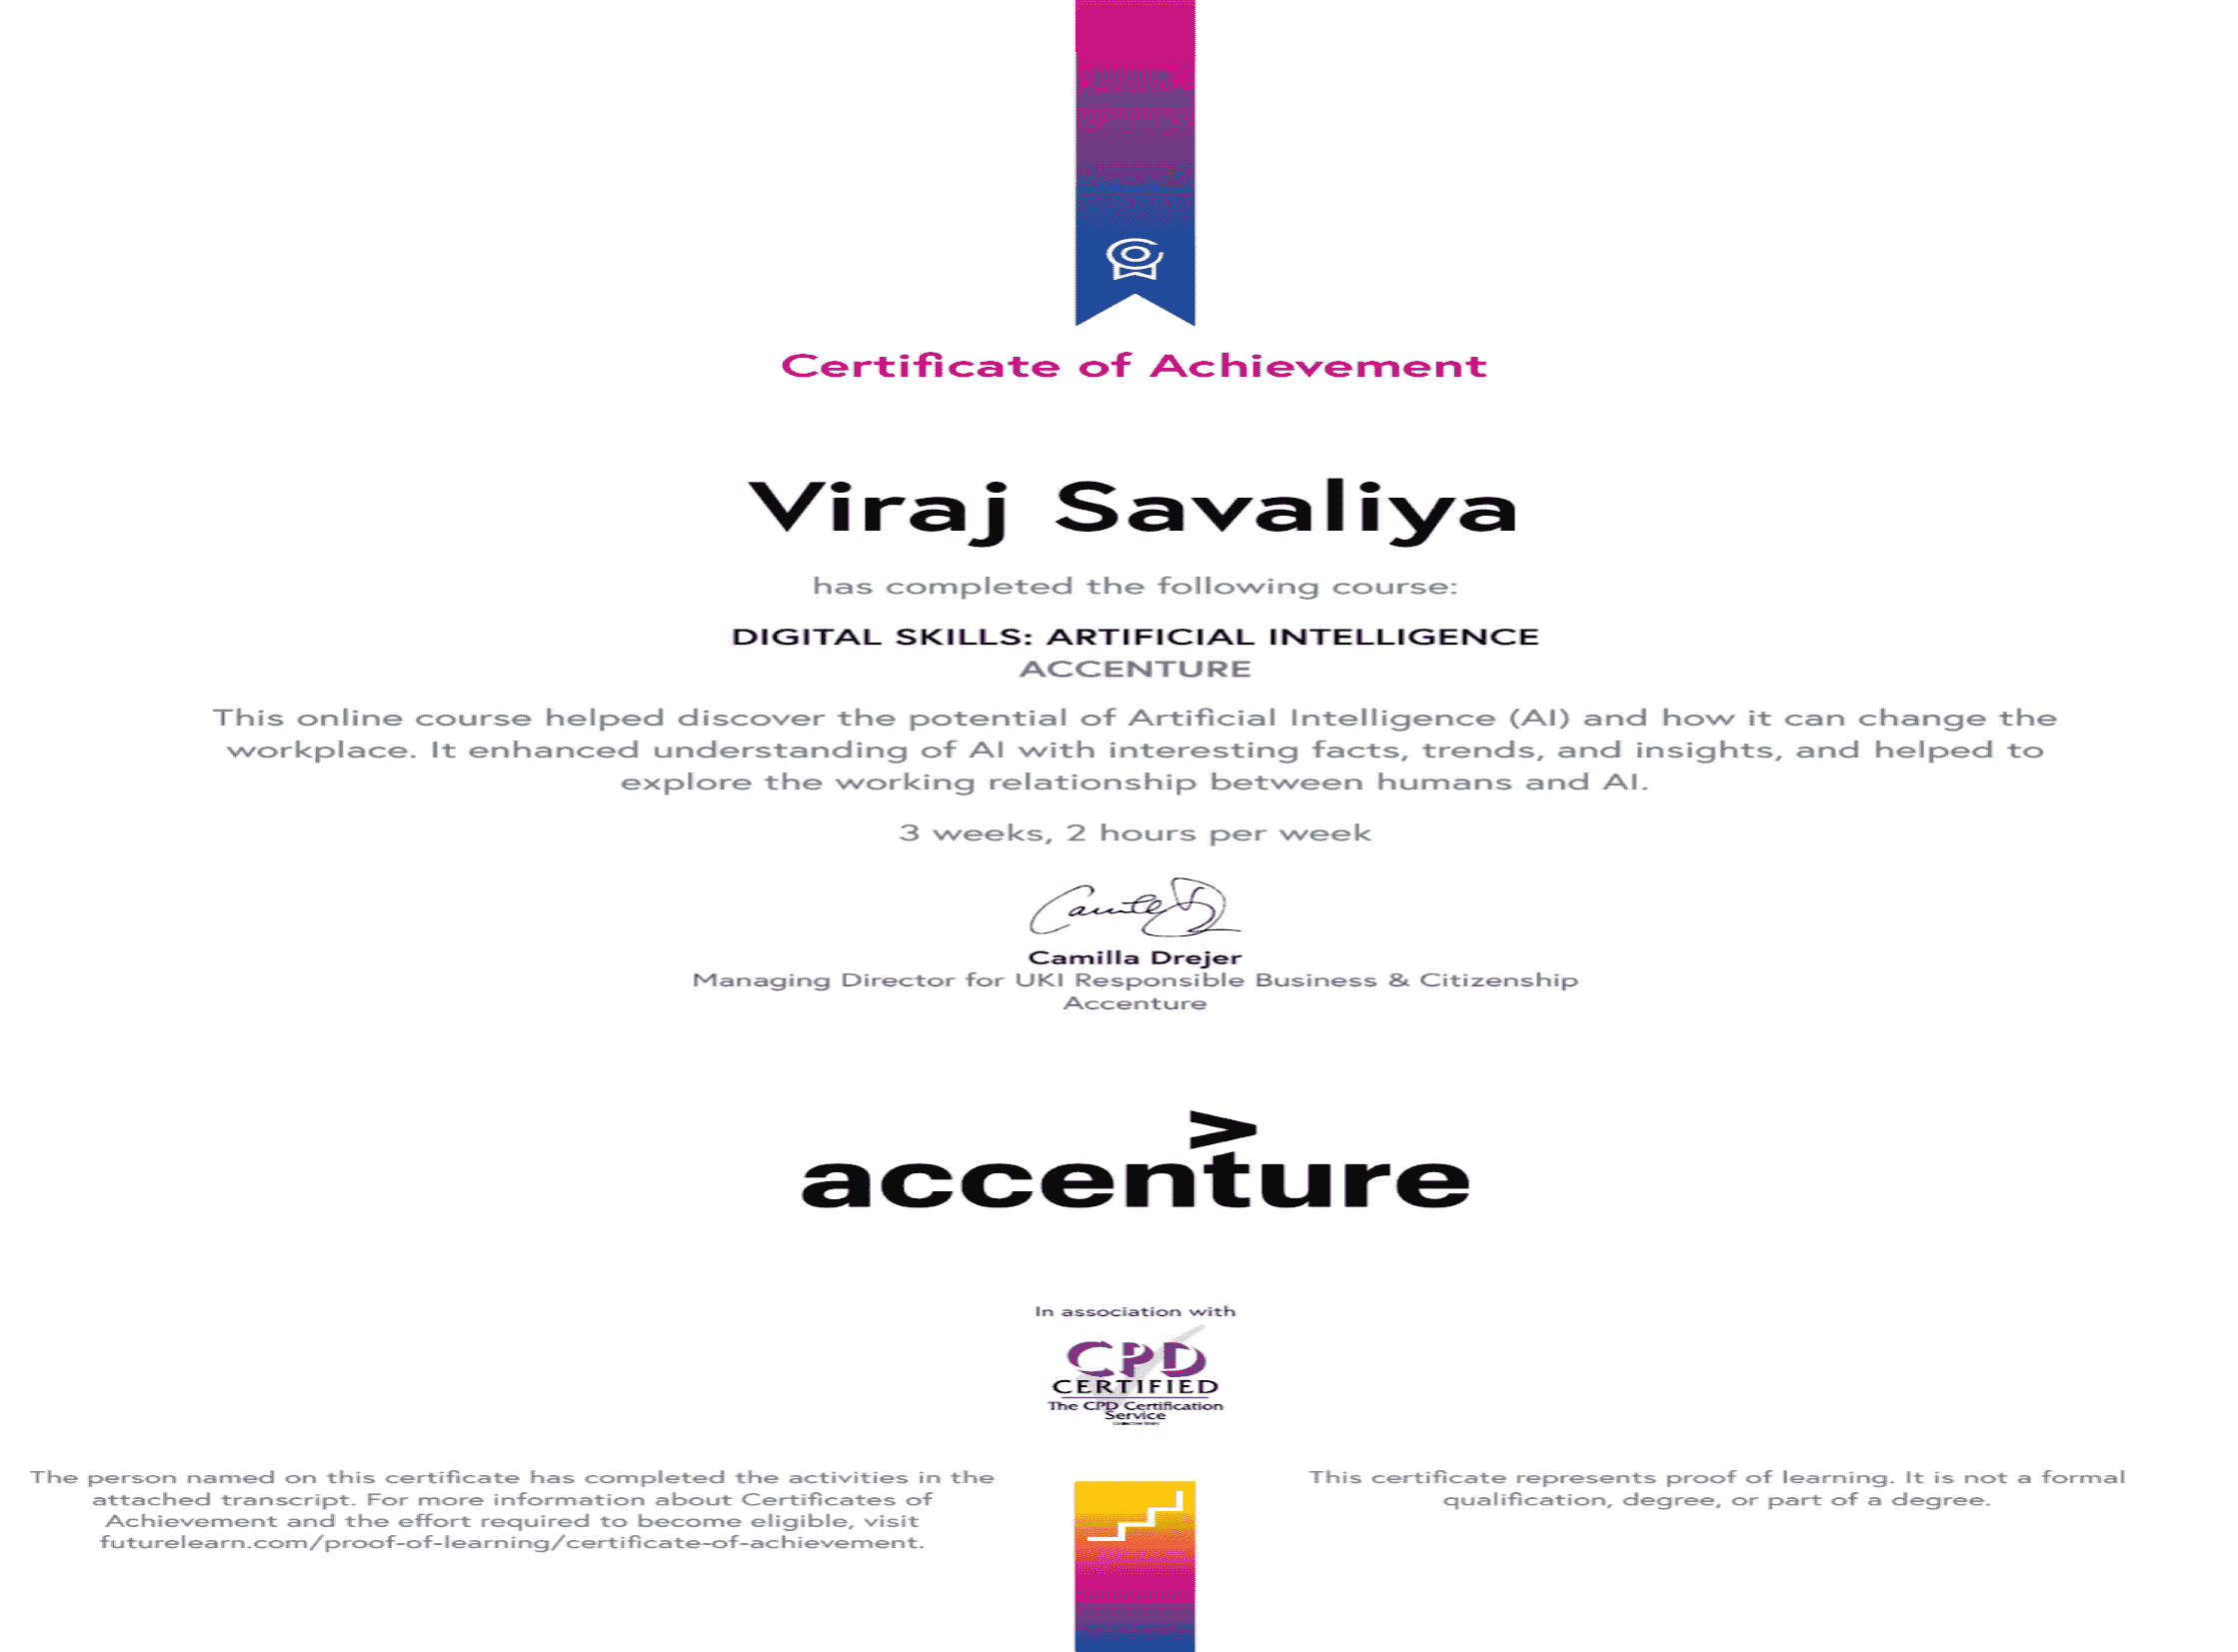 Certificate of Achievement
Viraj Savaliya
has completed the following course:
DIGITAL SKILLS: ARTIFICIAL INTELLIGENCE
ACCENTURE
This online course helped discover the potential of Artificial Intelligence (AI) and how it can change the
workplace. It enhanced understanding of AI with interesting facts, trends, and insights, and helped to
explore the working relationship between humans and AI.
3 weeks, 2 hours per week
Camilla Drejer
Managing Director for UKI Responsible Business & Citizenship
Accenture
accenture
In association with
CPD
CERTIFIED
The CPD Certification
Service
The person named on this certificate has completed the activities in the
attached transcript. For more information about Certificates of
Achievement and the effort required to become eligible, visit
futurelearn.com/proof-of-learning/certificate-of-achievement.
This certificate represents proof of learning. It is not a formal
qualification, degree, or part of a degree.